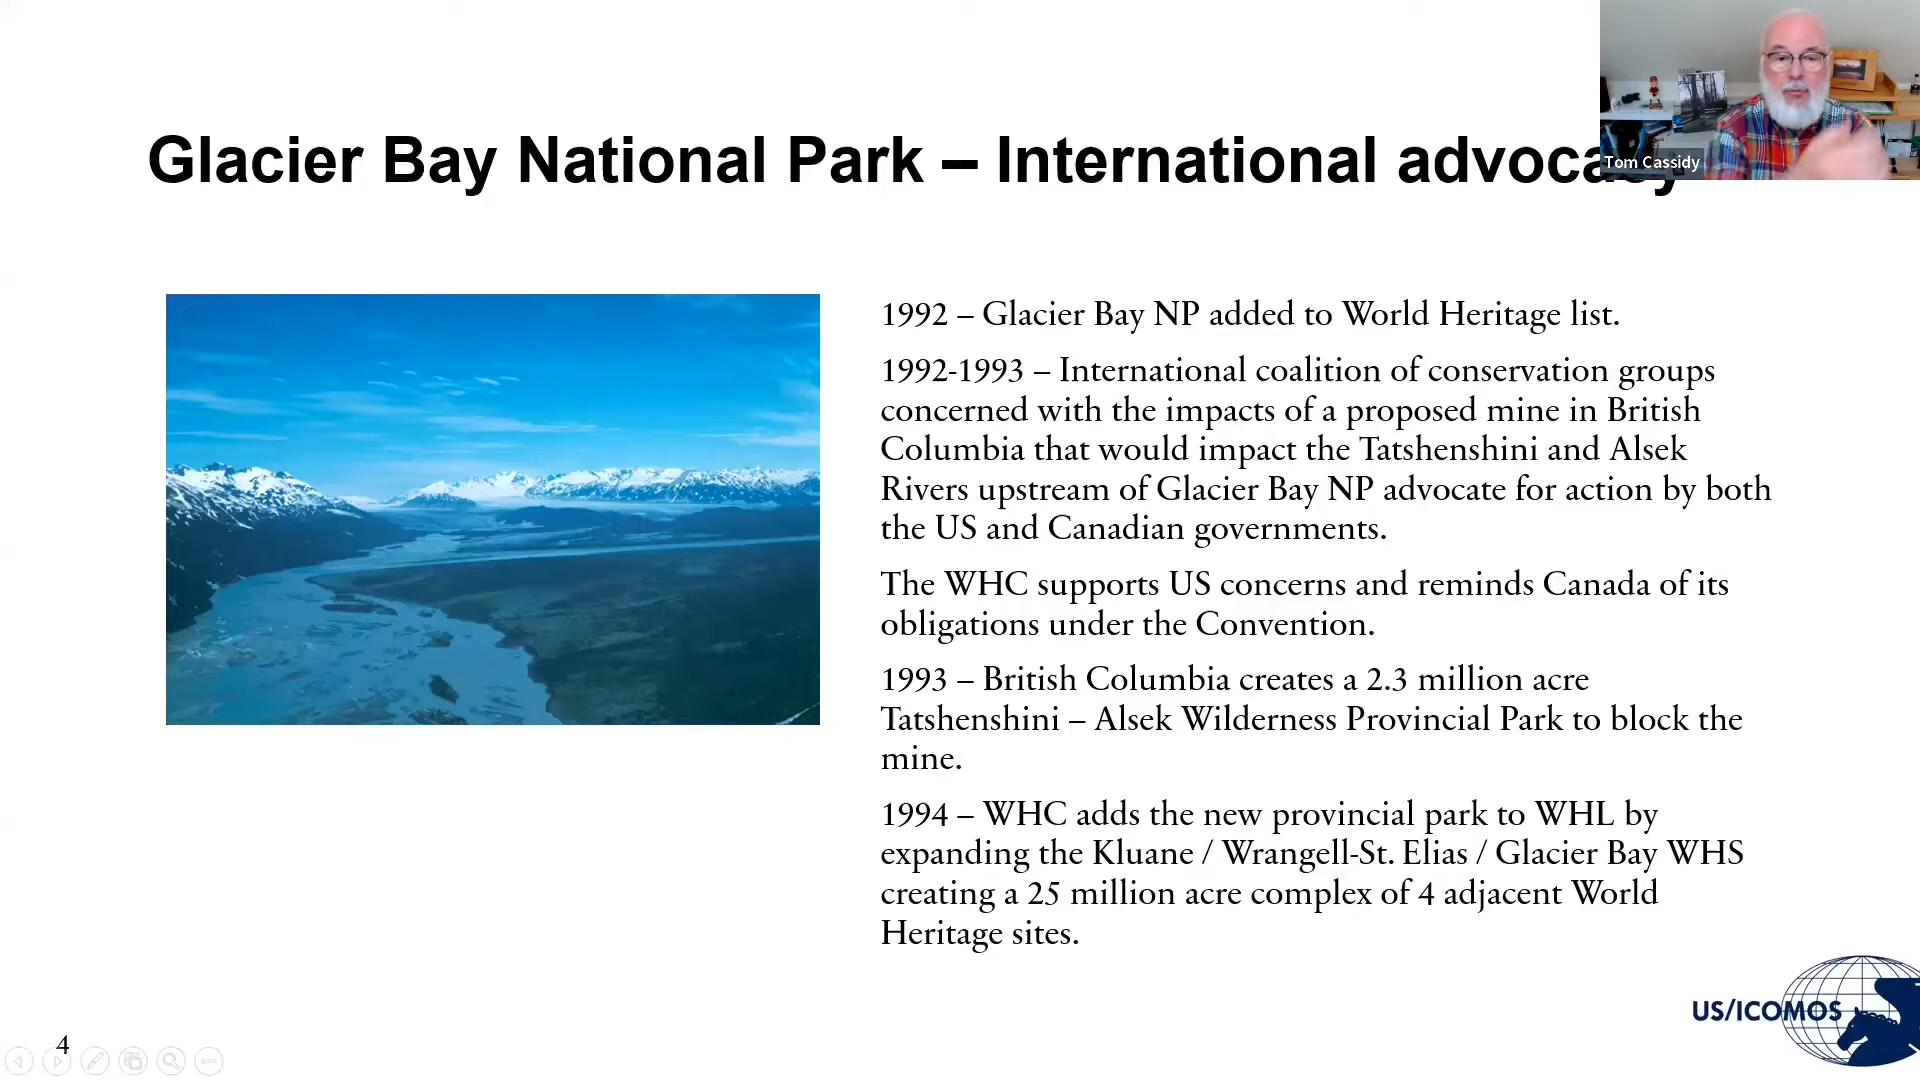 Glacier Bay National Park – International advocacy
Tom Cassidy
1992 – Glacier Bay NP added to World Heritage list.
1992-1993 – International coalition of conservation groups
concerned with the impacts of a proposed mine in British
Columbia that would impact the Tatshenshini and Alsek
Rivers upstream of Glacier Bay NP advocate for action by both
the US and Canadian governments.
The WHC supports US concerns and reminds Canada of its
obligations under the Convention.
1993 – British Columbia creates a 2.3 million acre
Tatshenshini – Alsek Wilderness Provincial Park to block the
mine.
1994 – WHC adds the new provincial park to WHL by
expanding the Kluane / Wrangell-St. Elias / Glacier Bay WHS
creating a 25 million acre complex of 4 adjacent World
Heritage sites.
US/ICOMOS
4